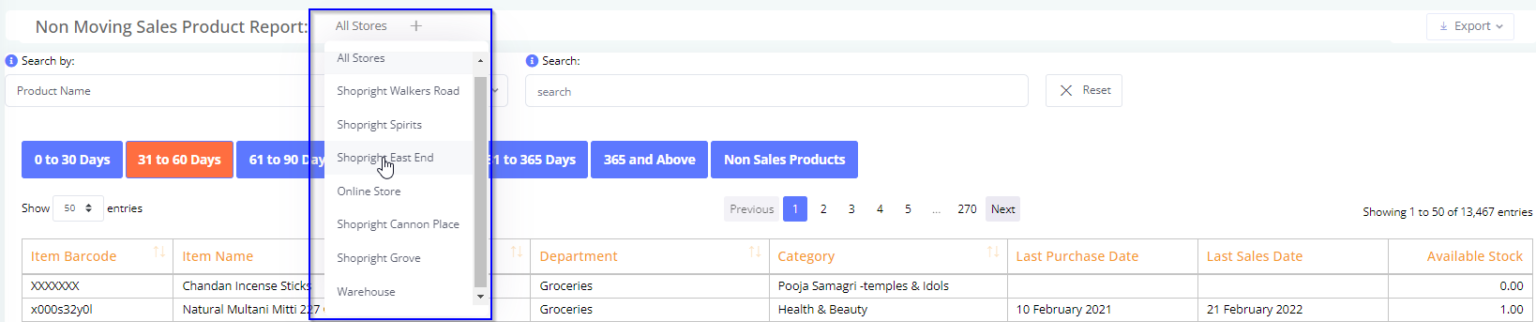 Non Moving Sales Product Report: All Stores
Export
All Stores
Shopright Walkers Road
Shopright Spirits
Shopright East End
Online Store
Shopright Cannon Place
Shopright Grove
Warehouse
Search by:
Product Name
Search:
search
Reset
0 to 30 Days 31 to 60 Days 61 to 90 Day 1 to 365 Days 365 and Above Non Sales Products
Show 50 entries
Previous 1 2 3 4 5 ... 270 Next
Showing 1 to 50 of 13,467 entries
Item Barcode Item Name Department Category Last Purchase Date Last Sales Date Available Stock
XXXXXXX Chandan Incense Sticks Groceries Pooja Samagri -temples & Idols 0.00
x000s32y0l Natural Multani Mitti 227 Groceries Health & Beauty 10 February 2021 21 February 2022 1.00